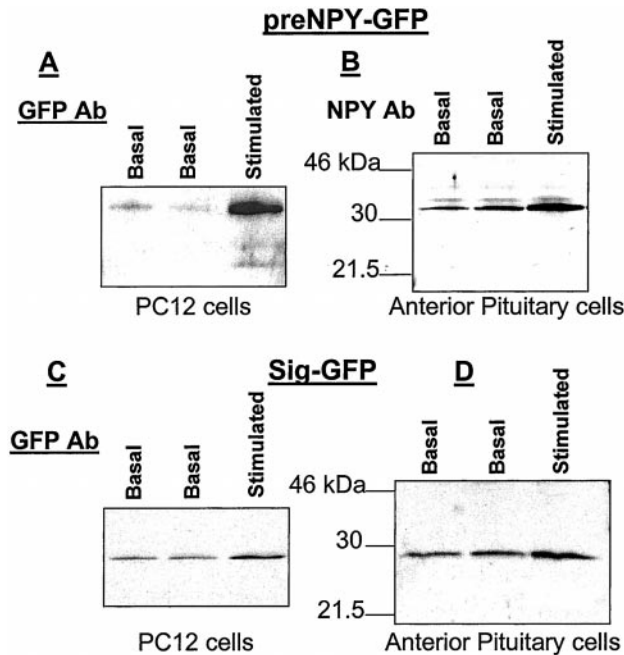 preNPY-GFP
A
B
GFP Ab
Basal
Basal
Stimulated
NPY Ab
Basal
Basal
Stimulated
46 kDa
30
21.5
PC12 cells
Anterior Pituitary cells
Sig-GFP
C
D
GFP Ab
Basal
Basal
Stimulated
Basal
Basal
Stimulated
46 kDa
30
21.5
PC12 cells
Anterior Pituitary cells